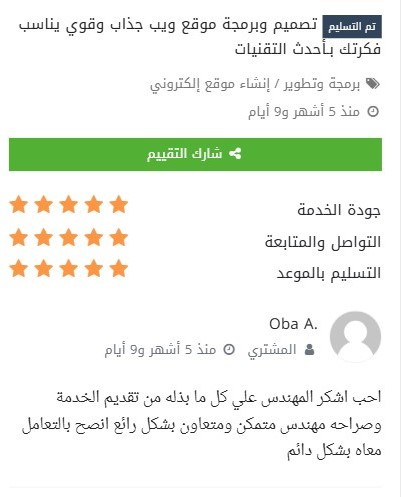 تم التسليم تصميم وبرمجة موقع ويب جذاب وقوي يناسب
فكرتك بأحدث التقنيات
برمجة وتطوير / إنشاء موقع إلكتروني
منذ 5 أشهر و9 أيام
شارك التقييم
جودة الخدمة
التواصل والمتابعة
التسليم بالموعد
Oba A.
المشتري منذ 5 أشهر و9 أيام
احب اشكر المهندس علي كل ما بذله من تقديم الخدمة
وصراحه مهندس متمكن ومتعاون بشكل رائع انصح بالتعامل
معاه بشكل دائم